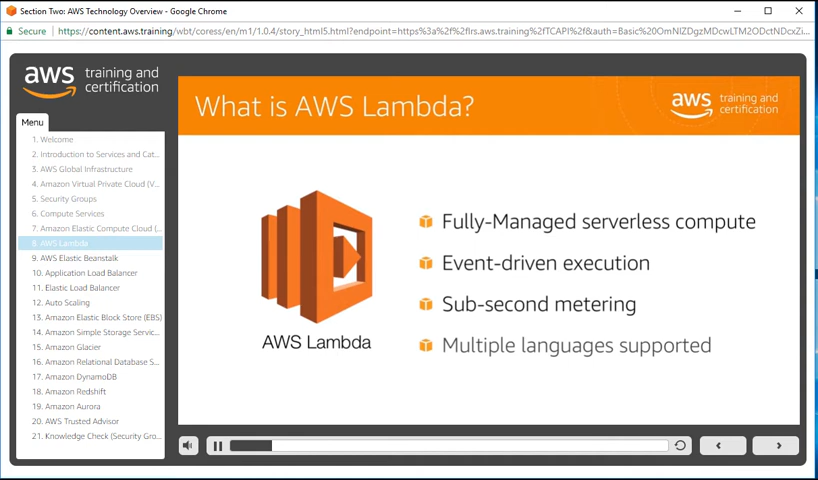 Section Two: AWS Technology Overview - Google Chrome
Secure
aws training and certification
Menu
What is AWS Lambda?
aws training and certification
1. Welcome
2. Introduction to Services and Cat...
3. AWS Global Infrastructure
4. Amazon Virtual Private Cloud (V...
5. Security Groups
6. Compute Services
7. Amazon Elastic Compute Cloud (...
8. AWS Lambda
9. AWS Elastic Beanstalk
10. Application Load Balancer
11. Elastic Load Balancer
12. Auto Scaling
13. Amazon Elastic Block Store (EBS)
14. Amazon Simple Storage Servic...
15. Amazon Glacier
16. Amazon Relational Database S...
17. Amazon DynamoDB
18. Amazon Redshift
19. Amazon Aurora
20. AWS Trusted Advisor
21. Knowledge Check (Security Gro...
AWS Lambda
Fully-Managed serverless compute
Event-driven execution
Sub-second metering
Multiple languages supported